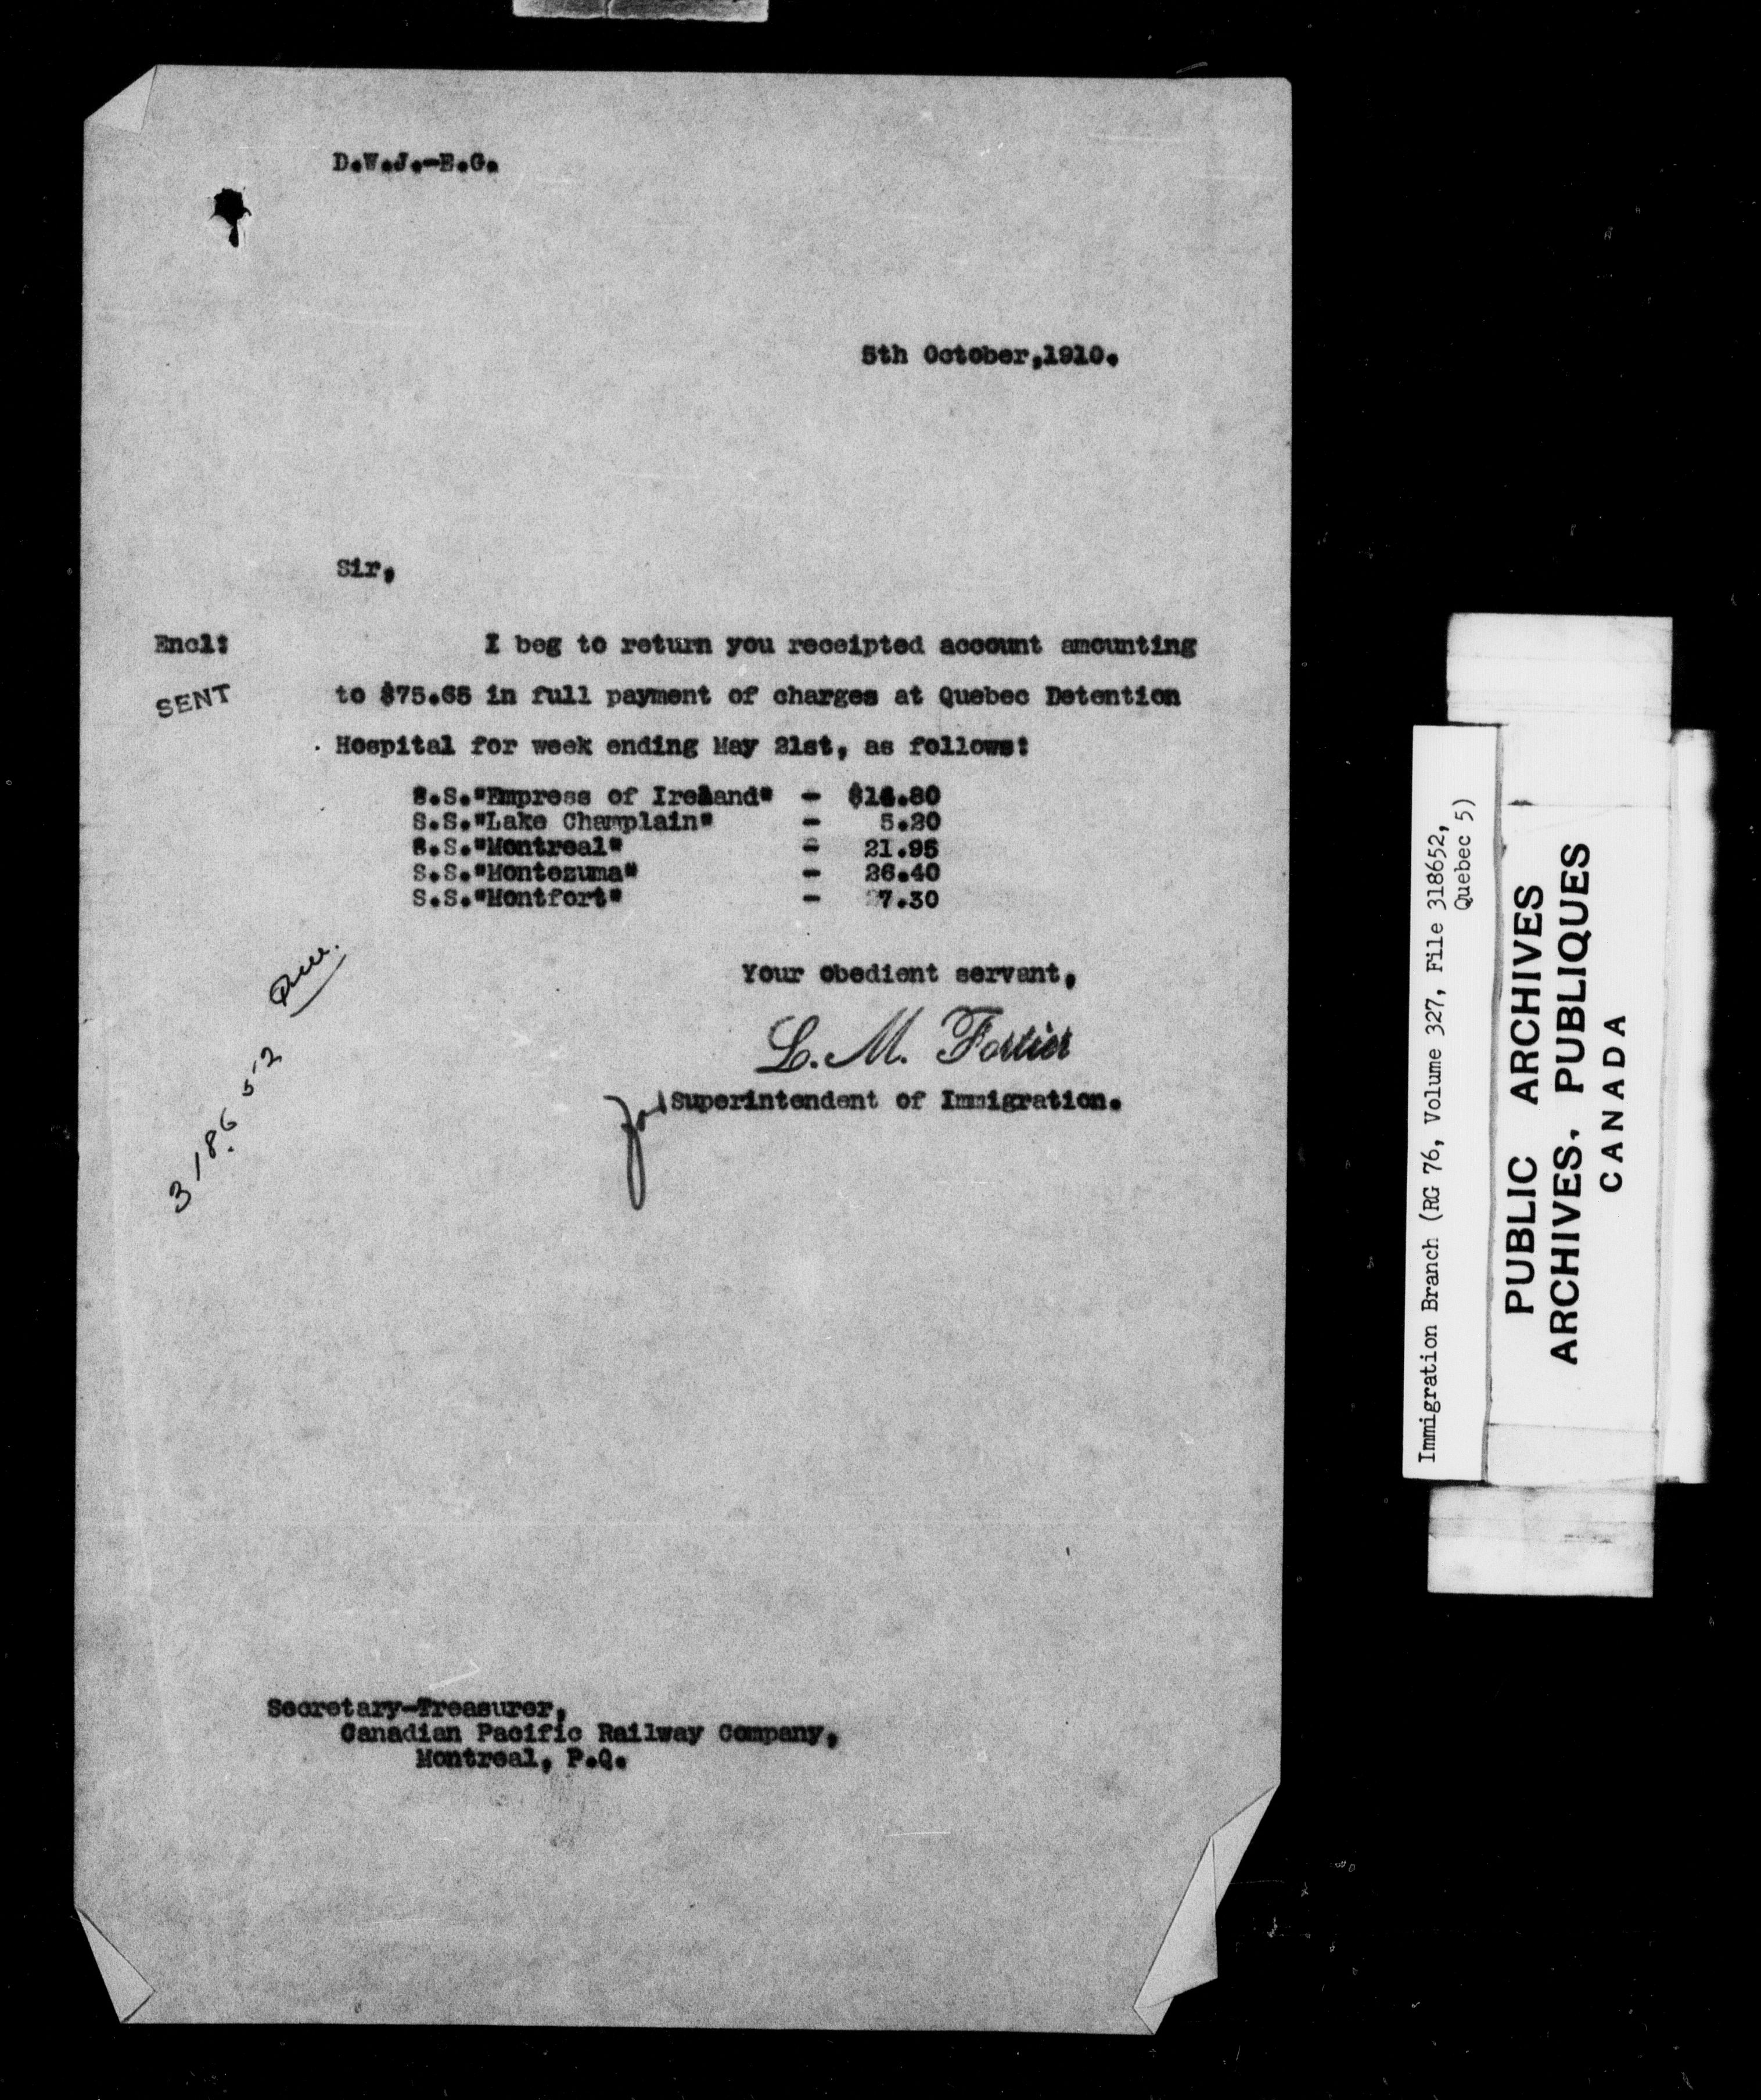 D.W.J.-E.G.
5th October,1910.
Sir,
Encl: I beg to return you receipted account amounting
SENT to $75.65 in full payment of charges at Quebec Detention
Hospital for week ending May 21st, as follows:
S.S."Empress of Ireland" - $14.80
S.S."Lake Champlain" - 5.20
S.S."Montreal" - 21.95
S.S."Montezuma" - 26.40
S.S."Montfort" - 7.30
Your obedient servant,
L. M. Fortier
for Superintendent of Immigration.
318652
Secretary-Treasurer,
Canadian Pacific Railway Company,
Montreal, P.Q.
Immigration Branch (RG 76, Volume 327, File 318652,
Quebec 5)
PUBLIC ARCHIVES
ARCHIVES. PUBLIQUES
CANADA